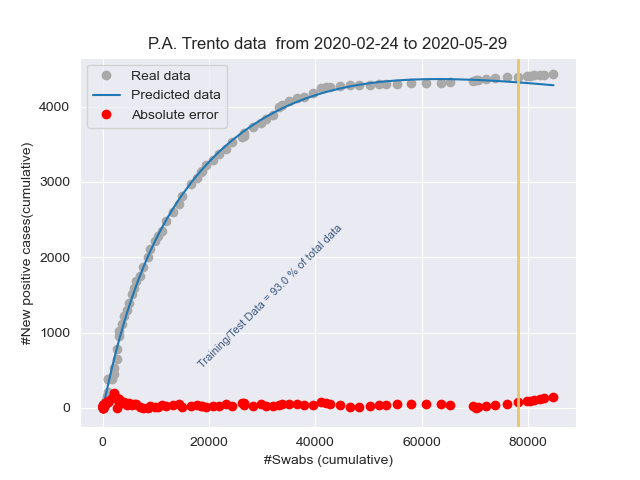 P.A. Trento data  from 2020-02-24 to 2020-05-29
Real data
Predicted data
Absolute error
#New positive cases(cumulative)
4000
3000
2000
1000
0
Training/Test Data = 93.0 % of total data
0
20000
40000
60000
80000
#Swabs (cumulative)